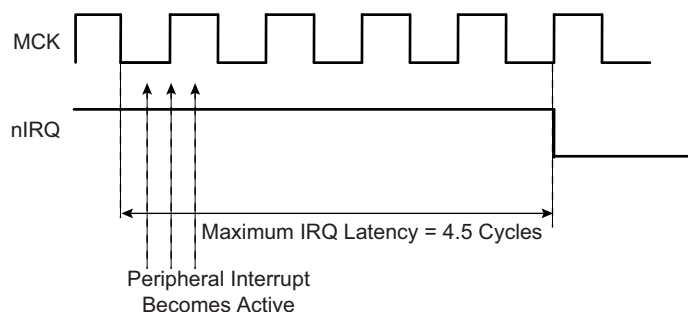 MCK
nIRQ
Maximum IRQ Latency = 4.5 Cycles
Peripheral Interrupt
Becomes Active